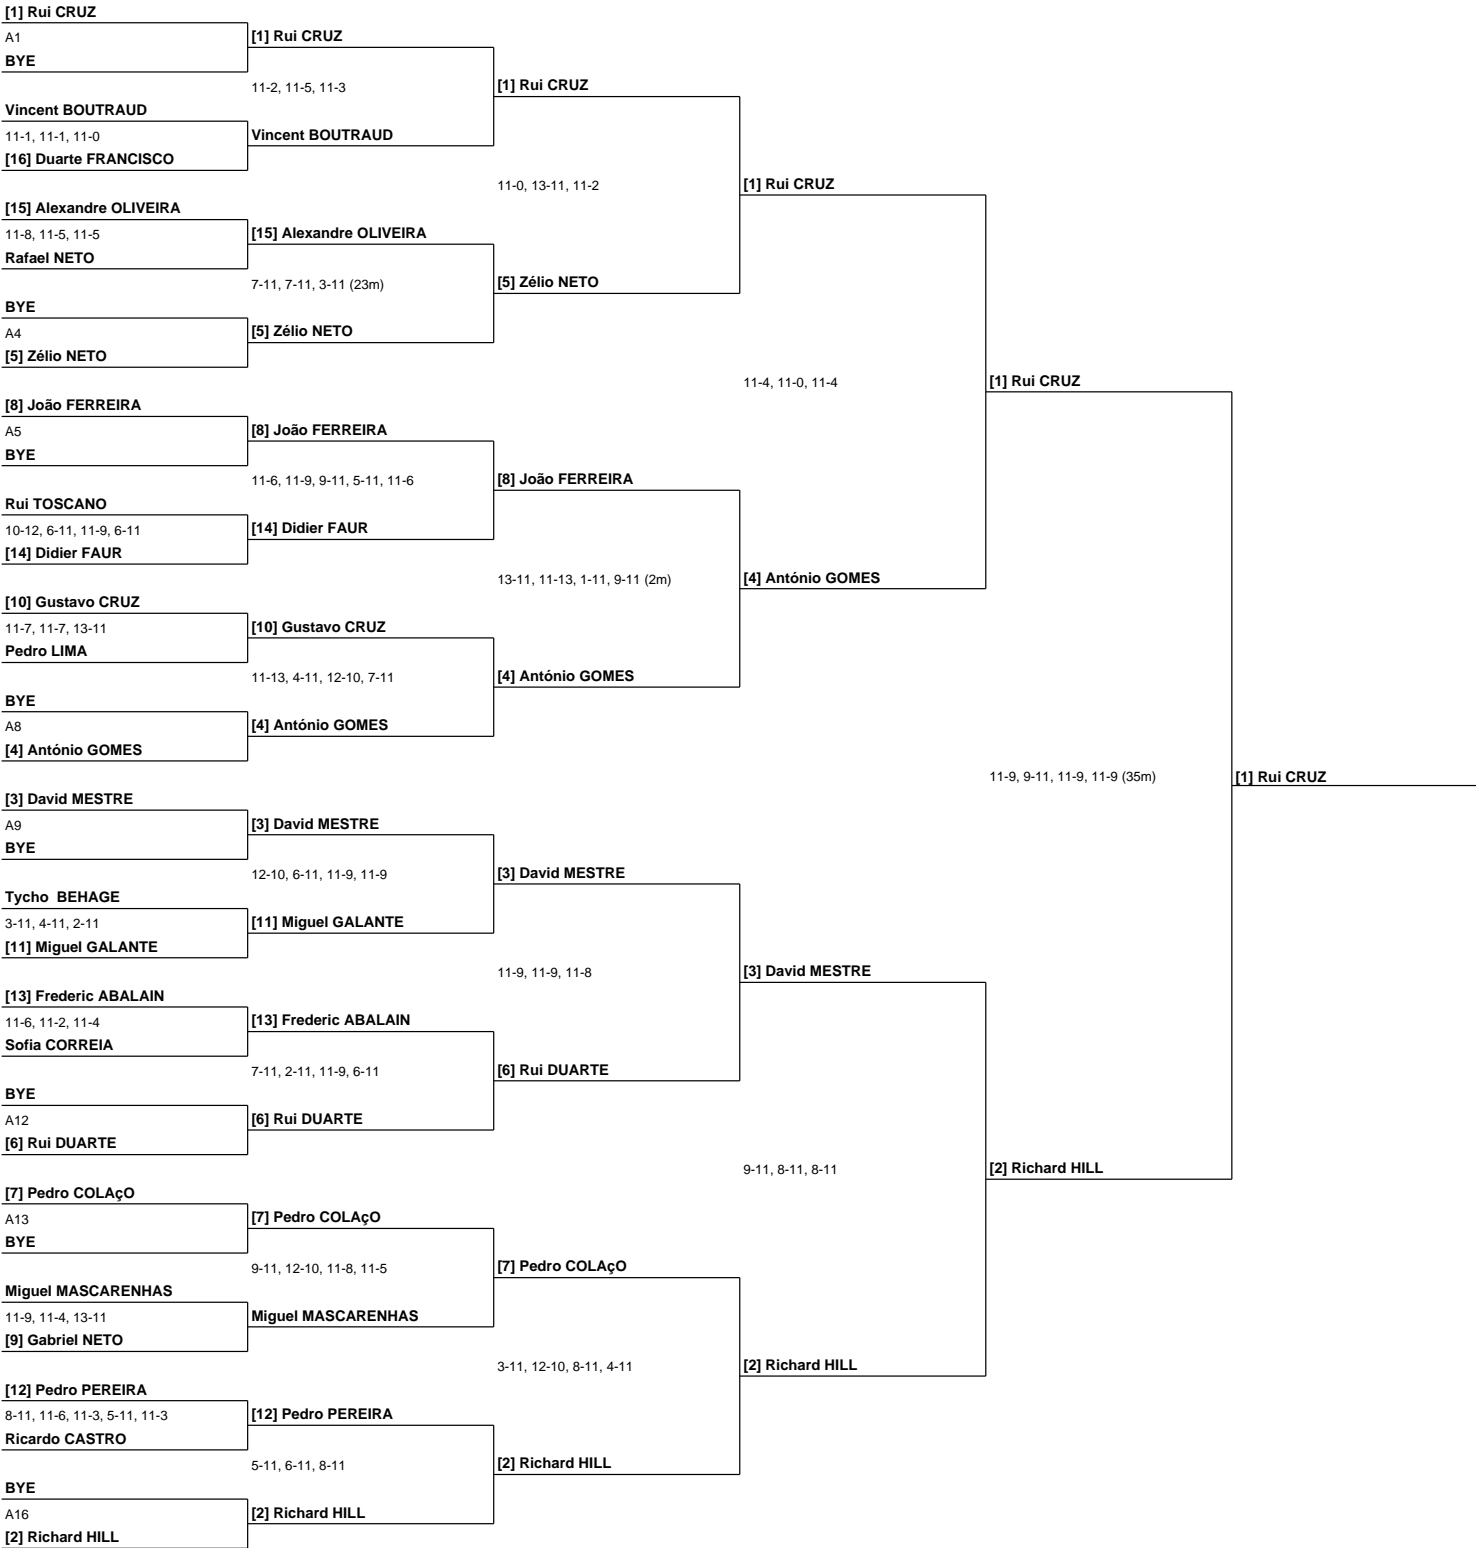 [1] Rui CRUZ
A1
BYE
Vincent BOUTRAUD
11-1, 11-1, 11-0
[16] Duarte FRANCISCO
[15] Alexandre OLIVEIRA
11-8, 11-5, 11-5
Rafael NETO
BYE
A4
[5] Zélio NETO
[8] João FERREIRA
A5
BYE
Rui TOSCANO
10-12, 6-11, 11-9, 6-11
[14] Didier FAUR
[10] Gustavo CRUZ
11-7, 11-7, 13-11
Pedro LIMA
BYE
A8
[4] António GOMES
[3] David MESTRE
A9
BYE
Tycho  BEHAGE
3-11, 4-11, 2-11
[11] Miguel GALANTE
[13] Frederic ABALAIN
11-6, 11-2, 11-4
Sofia CORREIA
BYE
A12
[6] Rui DUARTE
[7] Pedro COLAçO
A13
BYE
Miguel MASCARENHAS
11-9, 11-4, 13-11
[9] Gabriel NETO
[12] Pedro PEREIRA
8-11, 11-6, 11-3, 5-11, 11-3
Ricardo CASTRO
BYE
A16
[2] Richard HILL
[1] Rui CRUZ
11-2, 11-5, 11-3
Vincent BOUTRAUD
[15] Alexandre OLIVEIRA
7-11, 7-11, 3-11 (23m)
[5] Zélio NETO
[8] João FERREIRA
11-6, 11-9, 9-11, 5-11, 11-6
[14] Didier FAUR
[10] Gustavo CRUZ
11-13, 4-11, 12-10, 7-11
[4] António GOMES
[3] David MESTRE
12-10, 6-11, 11-9, 11-9
[11] Miguel GALANTE
[13] Frederic ABALAIN
7-11, 2-11, 11-9, 6-11
[6] Rui DUARTE
[7] Pedro COLAçO
9-11, 12-10, 11-8, 11-5
Miguel MASCARENHAS
[12] Pedro PEREIRA
5-11, 6-11, 8-11
[2] Richard HILL
[1] Rui CRUZ
11-0, 13-11, 11-2
[5] Zélio NETO
[8] João FERREIRA
13-11, 11-13, 1-11, 9-11 (2m)
[4] António GOMES
[3] David MESTRE
11-9, 11-9, 11-8
[6] Rui DUARTE
[7] Pedro COLAçO
3-11, 12-10, 8-11, 4-11
[2] Richard HILL
[1] Rui CRUZ
11-4, 11-0, 11-4
[4] António GOMES
[3] David MESTRE
9-11, 8-11, 8-11
[2] Richard HILL
[1] Rui CRUZ
11-9, 9-11, 11-9, 11-9 (35m)
[2] Richard HILL
[1] Rui CRUZ